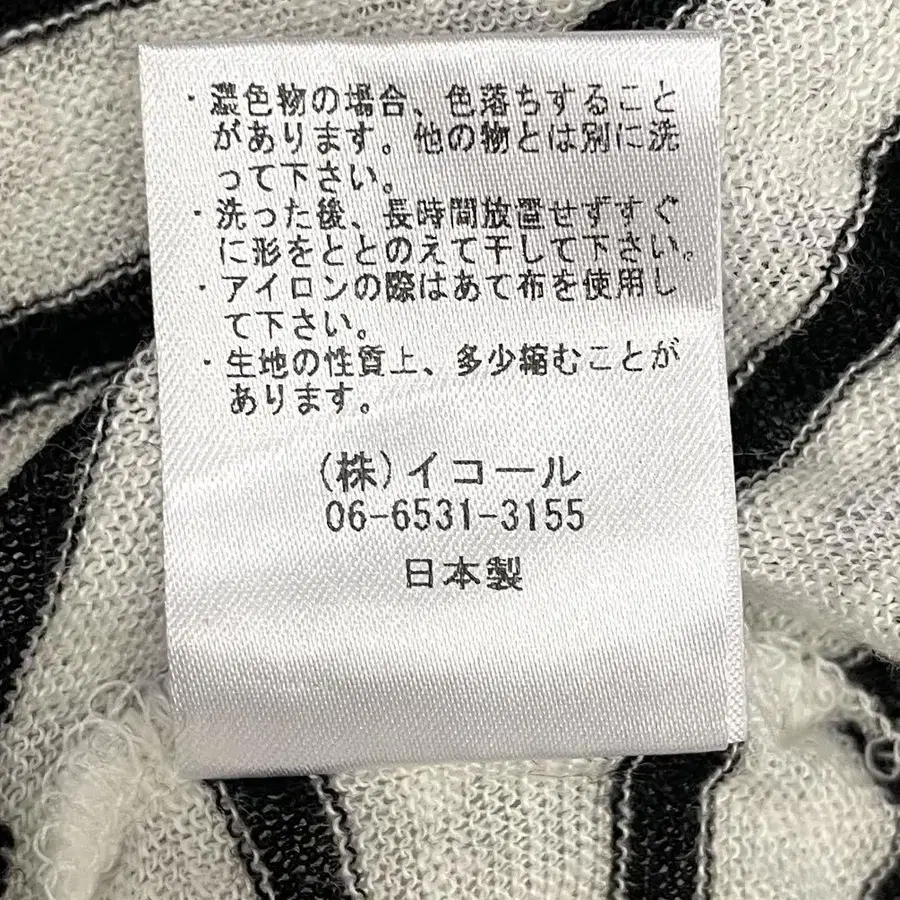 ・濃色物の場合、色落ちすること
があります。他の物とは別に洗
って下さい。
・洗った後、長時間放置せずすぐ
に形をととのえて干して下さい。
・アイロンの際はあて布を使用し
て下さい。
・生地の性質上、多少縮むことが
あります。
(株)イコール
06-6531-3155
日本製